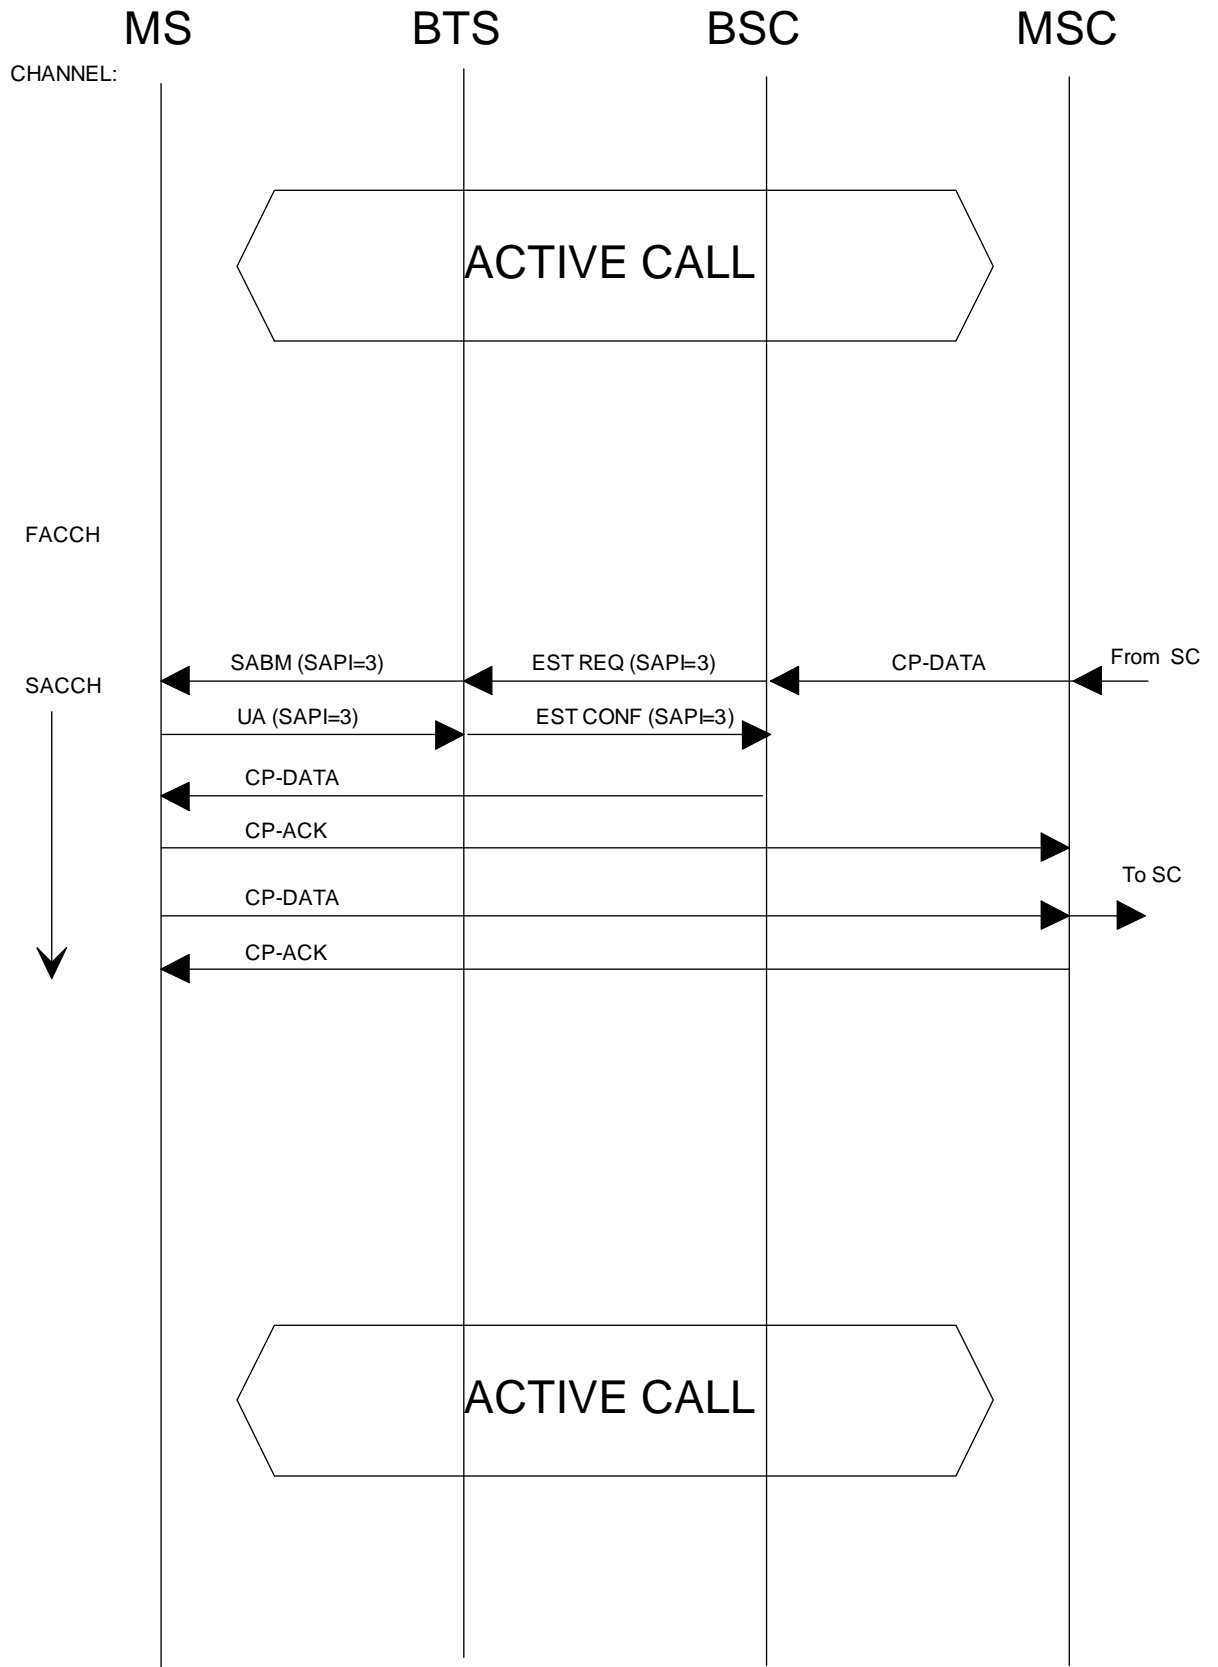 MS BTS BSC MSC
CHANNEL:
ACTIVE CALL
FACCH
SABM (SAPI=3) EST REQ (SAPI=3) CP-DATA From SC
SACCH
UA (SAPI=3) EST CONF (SAPI=3)
CP-DATA
CP-ACK
To SC
CP-DATA
CP-ACK
ACTIVE CALL